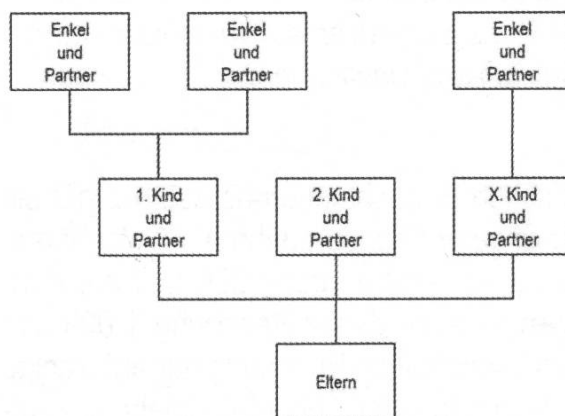 Enkel
und
Partner
Enkel
und
Partner
Enkel
und
Partner
1. Kind
und
Partner
2. Kind
und
Partner
X. Kind
und
Partner
Eltern